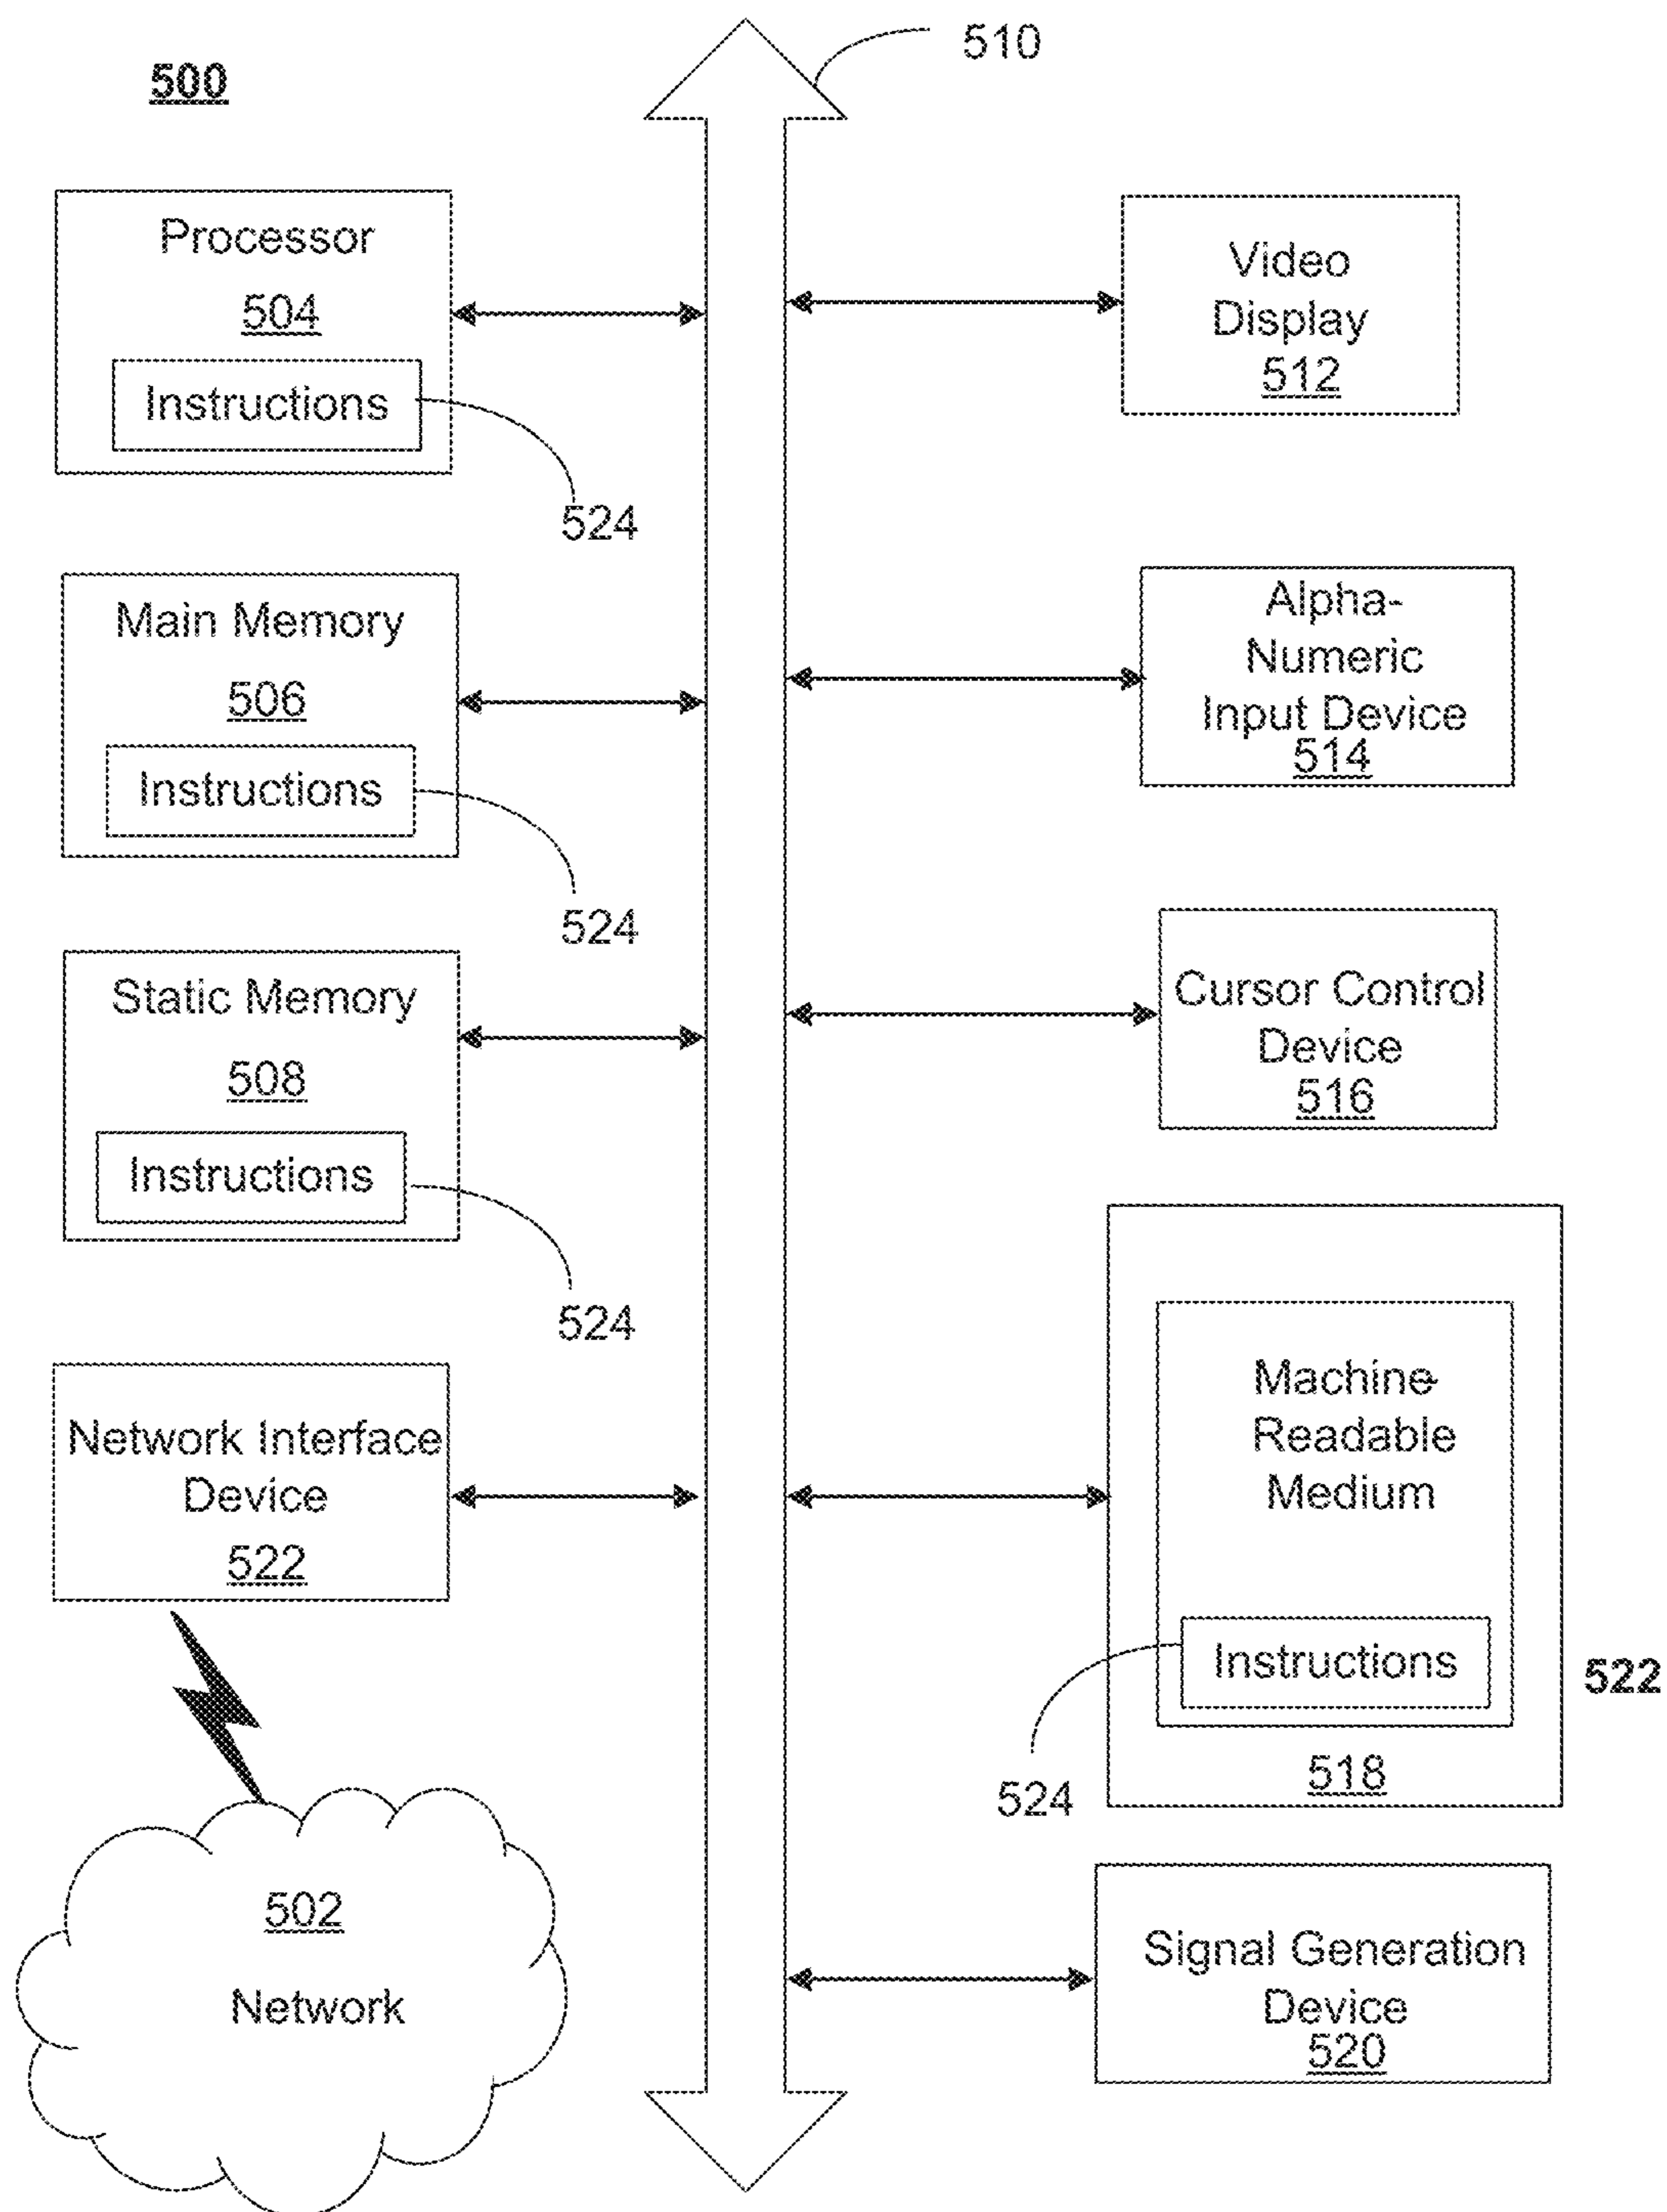 510
500
Processor
504
Instructions
524
Main Memory
506
Instructions
524
Static Memory
508
Instructions
524
Network Interface
Device
522
502
Network
Video
Display
512
Alpha-
Numeric
Input Device
514
Cursor Control
Device
516
Machine-
Readable
Medium
Instructions
522
518
524
Signal Generation
Device
520